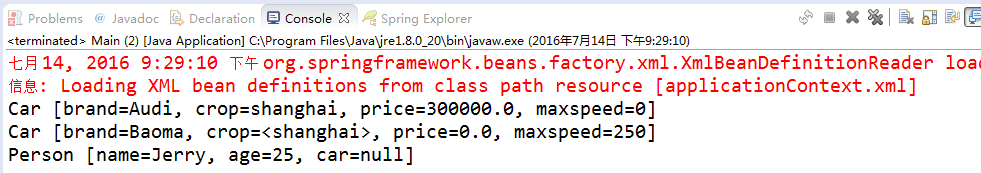 Problems @ Javadoc Declaration Console Spring Explorer
<terminated> Main (2) [Java Application] C:\Program Files\Java\jre1.8.0_20\bin\javaw.exe (2016年7月14日 下午9:29:10)
七月 14, 2016 9:29:10 下午 org.springframework.beans.factory.xml.XmlBeanDefinitionReader loa
信息: Loading XML bean definitions from class path resource [applicationContext.xml]
Car [brand=Audi, crop=shanghai, price=300000.0, maxspeed=0]
Car [brand=Baoma, crop=<shanghai>, price=0.0, maxspeed=250]
Person [name=Jerry, age=25, car=null]